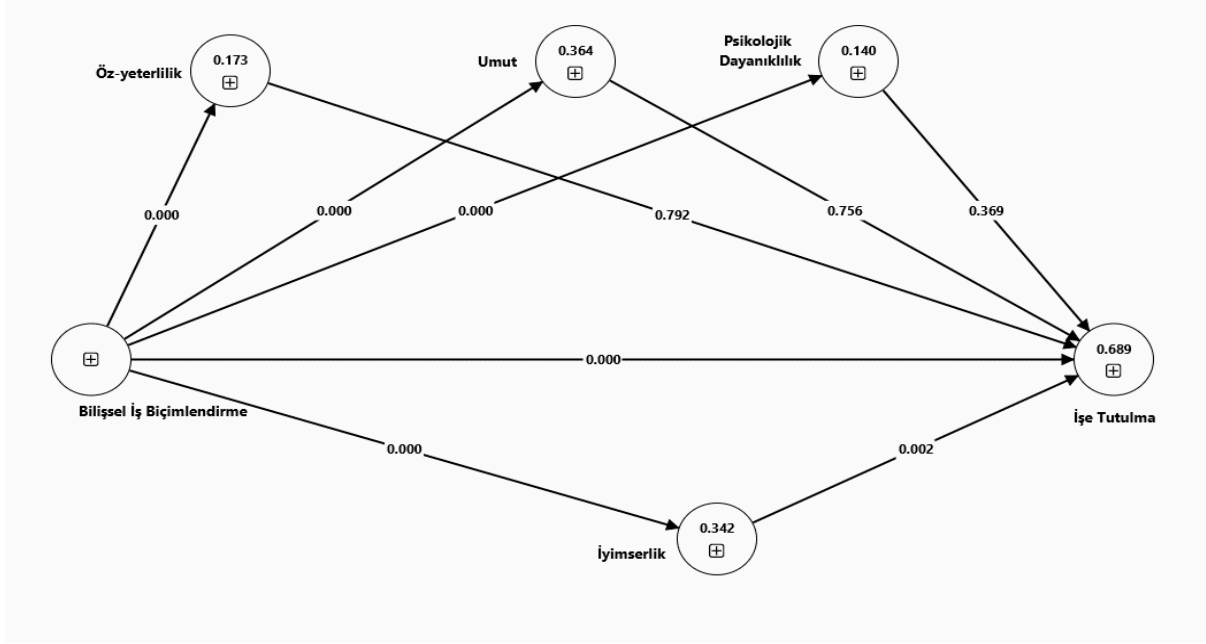 Öz-yeterlilik
0.173
Umut
0.364
Psikolojik
Dayanıklılık
0.140
0.000
0.000
0.000
0.792
0.756
0.369
Bilişsel İş Biçimlendirme
0.000
0.689
İşe Tutulma
0.000
0.002
İyimserlik
0.342